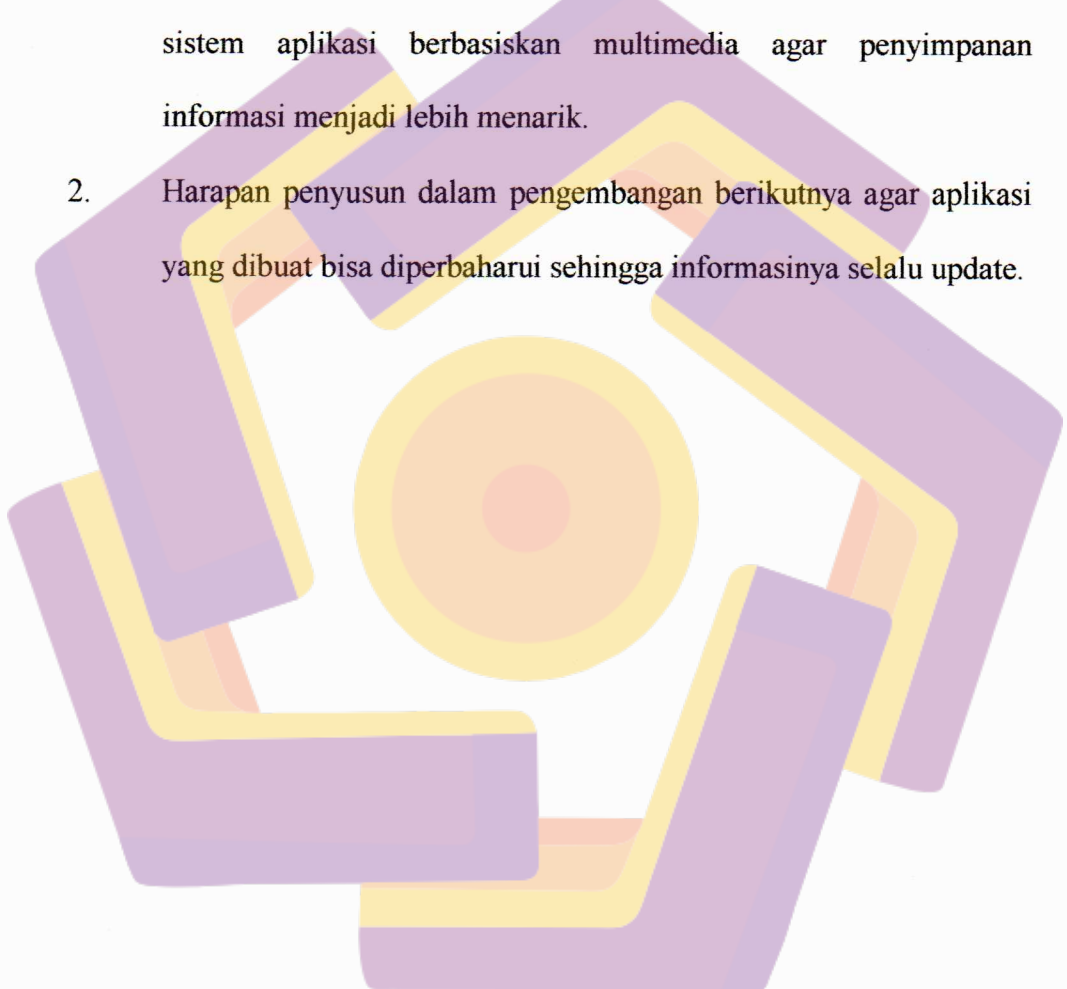 sistem aplikasi berbasiskan multimedia agar penyimpanan
informasi menjadi lebih menarik.
2. Harapan penyusun dalam pengembangan berikutnya agar aplikasi
yang dibuat bisa diperbaharui sehingga informasinya selalu update.